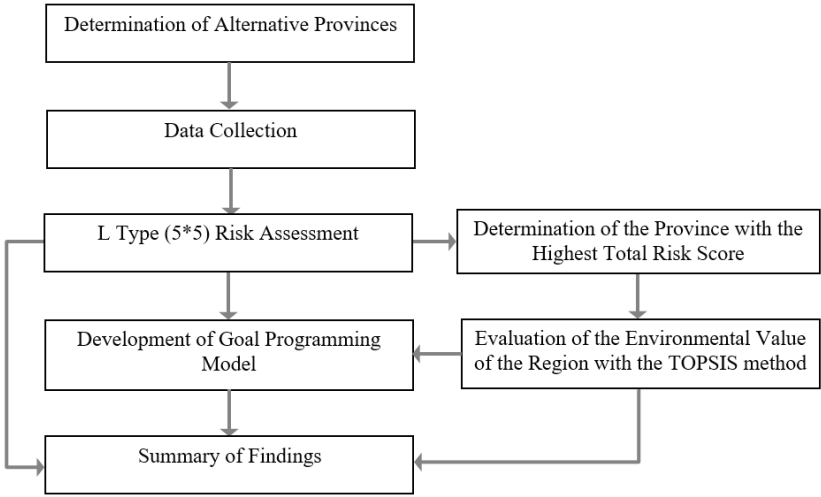 Determination of Alternative Provinces
Data Collection
L Type (5*5) Risk Assessment
Determination of the Province with the
Highest Total Risk Score
Development of Goal Programming
Model
Evaluation of the Environmental Value
of the Region with the TOPSIS method
Summary of Findings